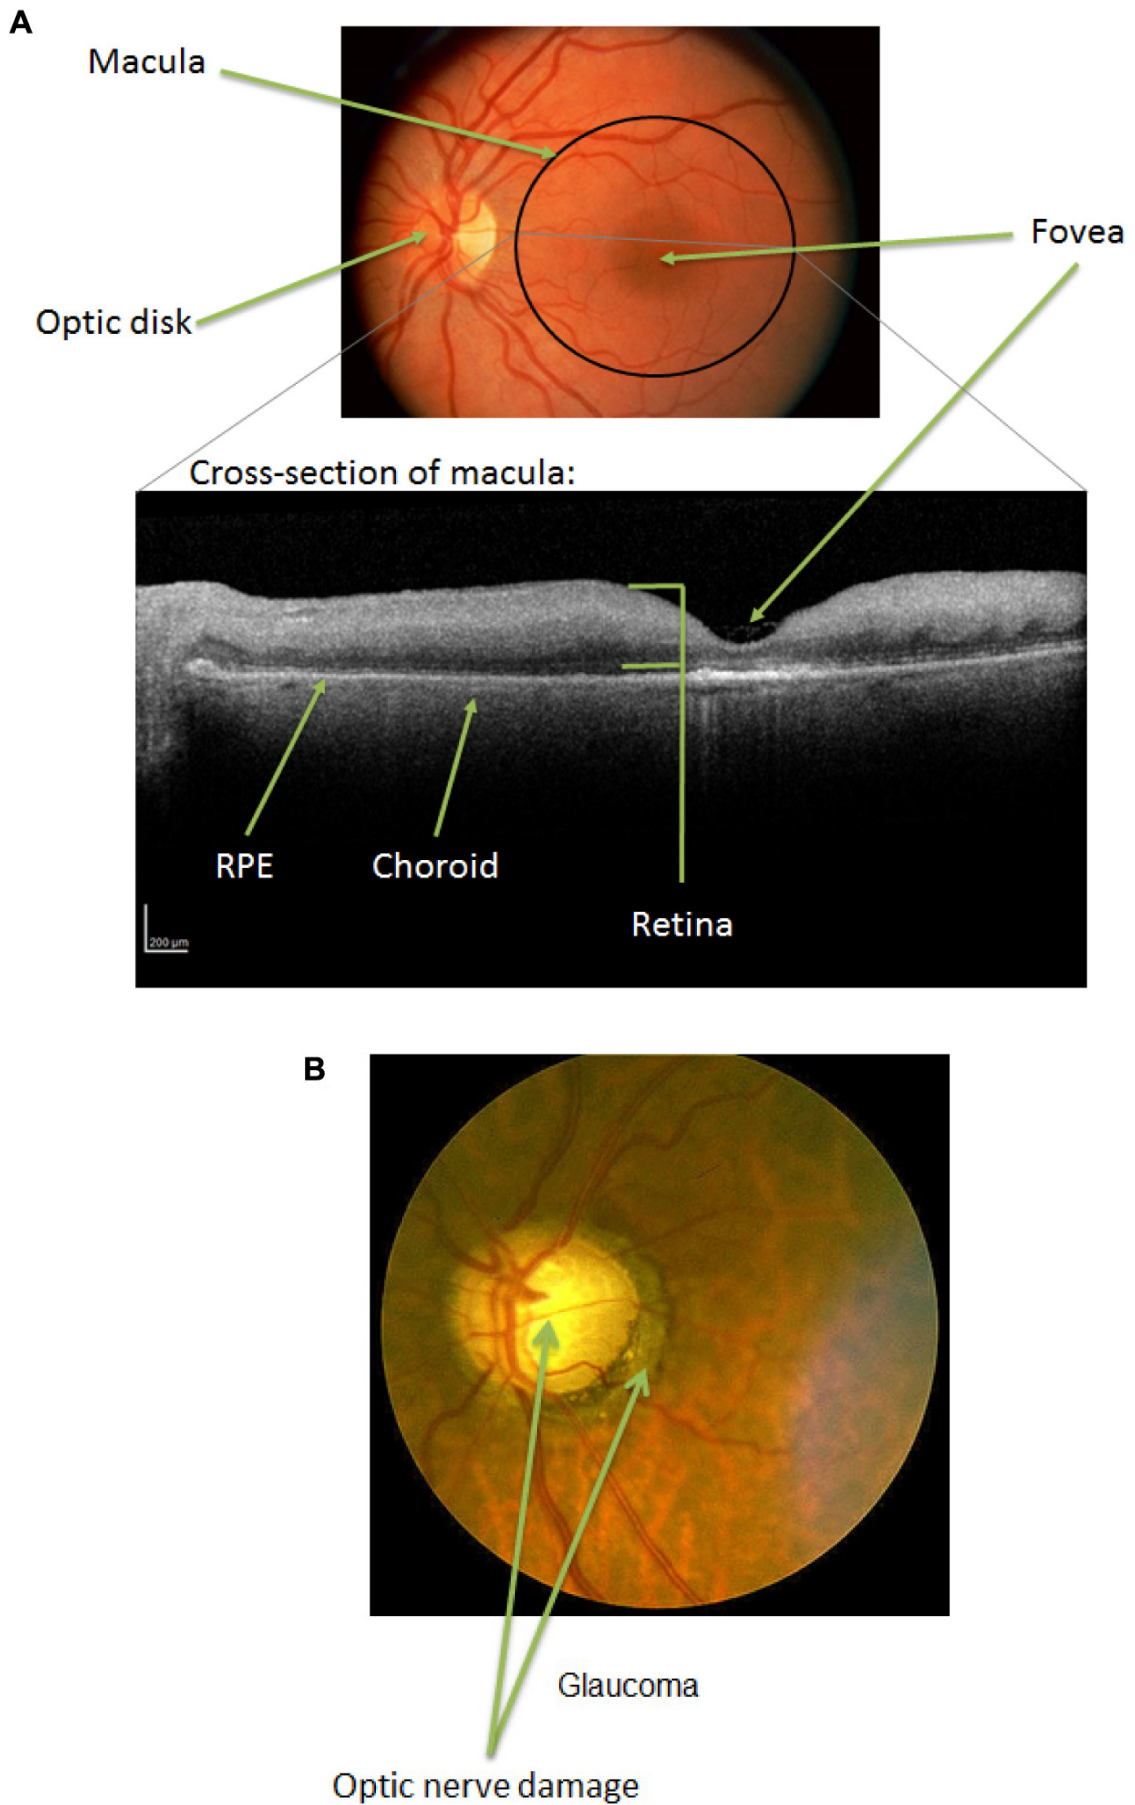 A
Macula
Fovea
Optic disk
Cross-section of macula:
RPE
Choroid
Retina
200 µm
B
Glaucoma
Optic nerve damage